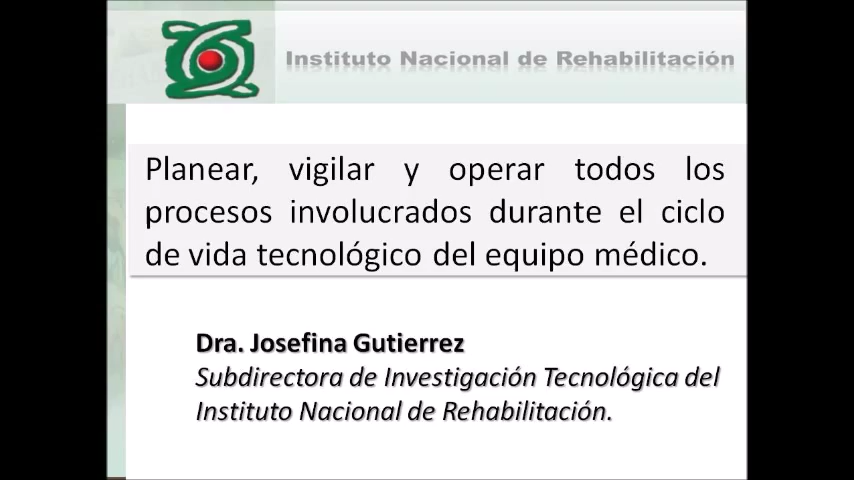 Instituto Nacional de Rehabilitación
Planear, vigilar y operar todos los
procesos involucrados durante el ciclo
de vida tecnológico del equipo médico.
Dra. Josefina Gutierrez
Subdirectora de Investigación Tecnológica del
Instituto Nacional de Rehabilitación.